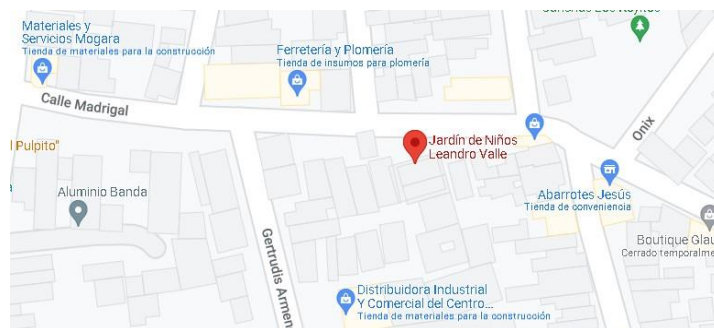 Materiales y
Servicios Mogara
Tienda de materiales para la construcción
Ferretería y Plomería
Tienda de insumos para plomería
Calle Madrigal
Onix
l Pulpito"
Jardín de Niños
Leandro Valle
Aluminio Banda
Abarrotes Jesús
Tienda de conveniencia
Gertrudis Armen
Boutique Glau
Cerrado temporalme
Distribuidora Industrial
Y Comercial del Centro...
Tienda de materiales para la construcción